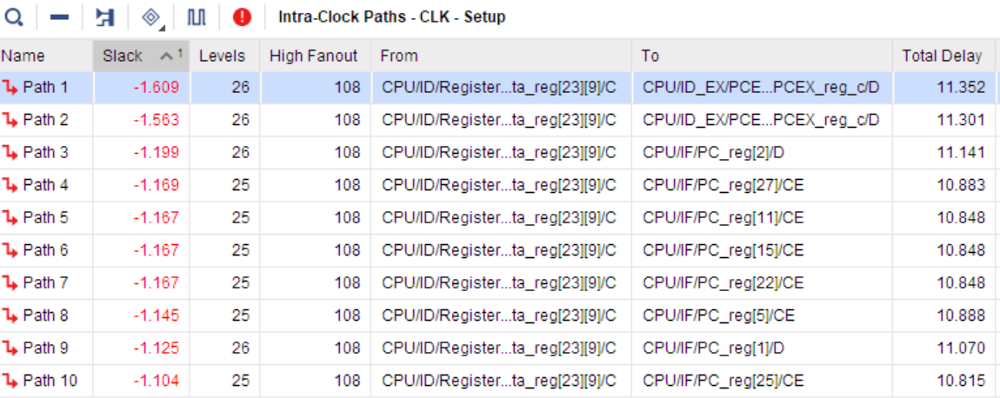 Intra-Clock Paths - CLK - Setup
Name Slack 1 Levels High Fanout From To Total Delay
Path 1 -1.609 26 108 CPU/ID/Register...ta_reg[23][9]/C CPU/ID_EX/PCE...PCEX_reg_c/D 11.352
Path 2 -1.563 26 108 CPU/ID/Register...ta_reg[23][9]/C CPU/ID_EX/PCE...PCEX_reg_c/D 11.301
Path 3 -1.199 26 108 CPU/ID/Register...ta_reg[23][9]/C CPU/IF/PC_reg[2]/D 11.141
Path 4 -1.169 25 108 CPU/ID/Register...ta_reg[23][9]/C CPU/IF/PC_reg[27]/CE 10.883
Path 5 -1.167 25 108 CPU/ID/Register...ta_reg[23][9]/C CPU/IF/PC_reg[11]/CE 10.848
Path 6 -1.167 25 108 CPU/ID/Register...ta_reg[23][9]/C CPU/IF/PC_reg[15]/CE 10.848
Path 7 -1.167 25 108 CPU/ID/Register...ta_reg[23][9]/C CPU/IF/PC_reg[22]/CE 10.848
Path 8 -1.145 25 108 CPU/ID/Register...ta_reg[23][9]/C CPU/IF/PC_reg[5]/CE 10.888
Path 9 -1.125 26 108 CPU/ID/Register...ta_reg[23][9]/C CPU/IF/PC_reg[1]/D 11.070
Path 10 -1.104 25 108 CPU/ID/Register...ta_reg[23][9]/C CPU/IF/PC_reg[25]/CE 10.815